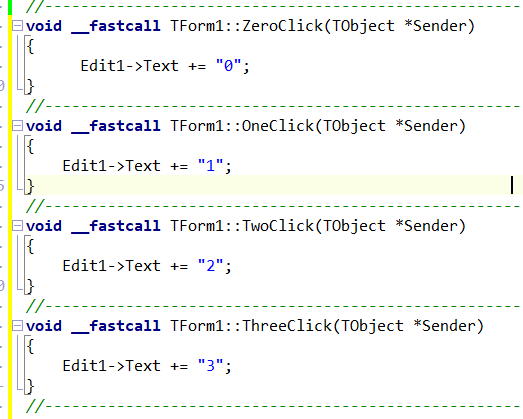 //----------------------------------------------------
void __fastcall TForm1::ZeroClick(TObject *Sender)
{
      Edit1->Text += "0";
}
//----------------------------------------------------
void __fastcall TForm1::OneClick(TObject *Sender)
{
    Edit1->Text += "1";
}
//----------------------------------------------------
void __fastcall TForm1::TwoClick(TObject *Sender)
{
    Edit1->Text += "2";
}
//----------------------------------------------------
void __fastcall TForm1::ThreeClick(TObject *Sender)
{
    Edit1->Text += "3";
}
//----------------------------------------------------